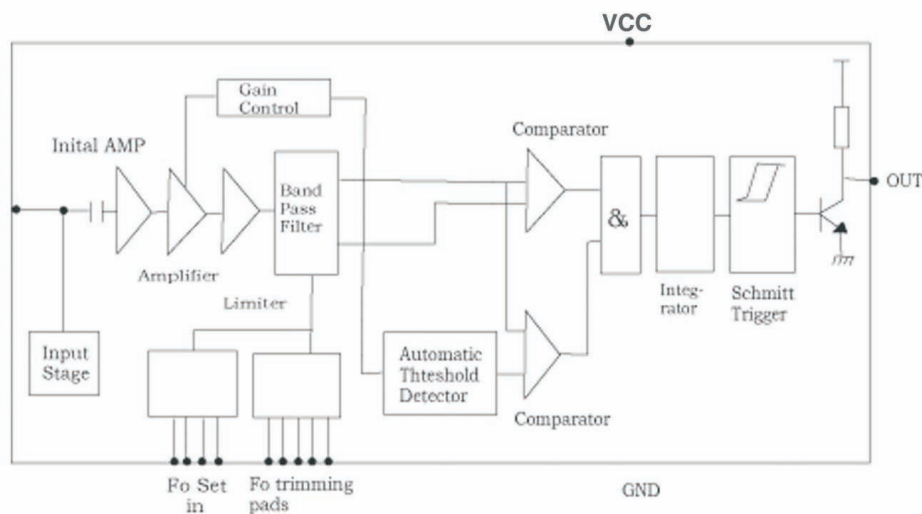 VCC
Gain
Control
Inital AMP
Comparator
OUT
Band
Pass
Filter
&
Amplifier
Limiter
Integ-
rator
Schmitt
Trigger
Input
Stage
Automatic
Thteshold
Detector
Comparator
Fo Set
in
Fo trimming
pads
GND